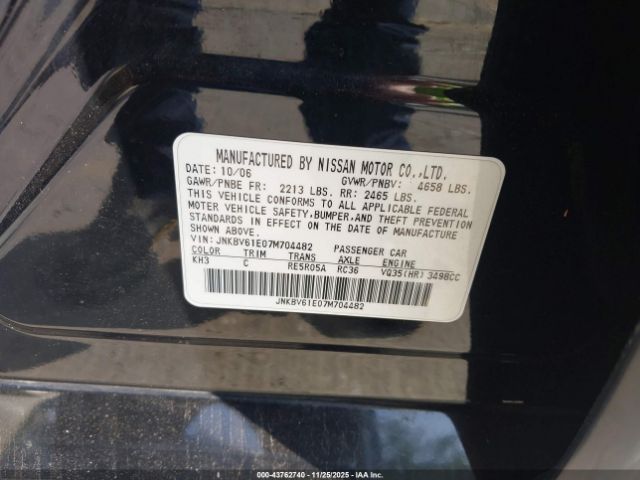 MANUFACTURED BY NISSAN MOTOR CO.,LTD.
DATE: 10/06 GVWR/PNBV: 4658 LBS.
GAWR/PNBE FR: 2213 LBS. RR: 2465 LBS.
THIS VEHICLE CONFORMS TO ALL APPLICABLE FEDERAL
MOTOR VEHICLE SAFETY, BUMPER, AND THEFT PREVENTION
STANDARDS IN EFFECT ON THE DATE OF MANUFACTURE
SHOWN ABOVE.
VIN: JNKBV61E07M704482 PASSENGER CAR
COLOR TRIM TRANS AXLE ENGINE
KH3 C RE5R05A RC36 VQ35(HR) 3498CC
JNKBV61E07M704482
000-43762740 - 11/25/2025 - IAA Inc.